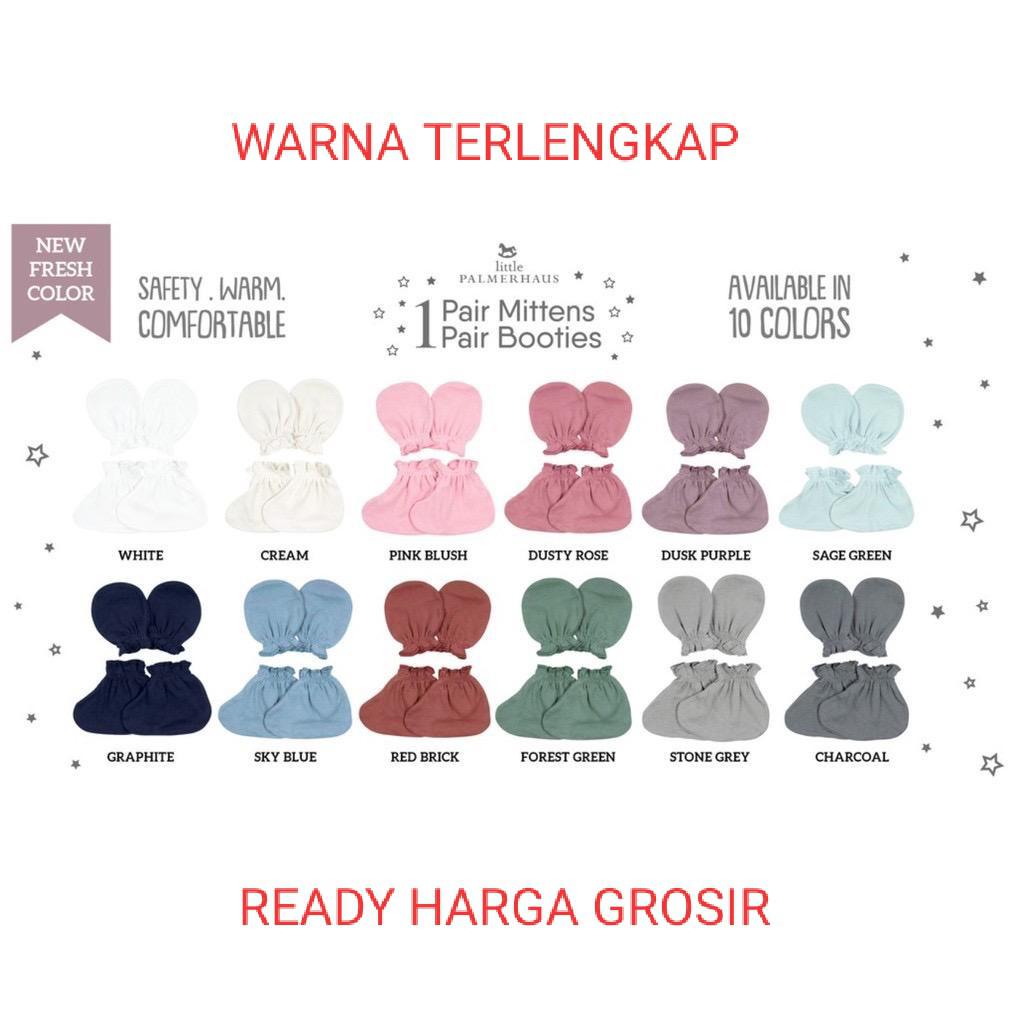 WARNA TERLENGKAP
NEW
FRESH
COLOR
SAFETY . WARM.
COMFORTABLE
little
PALMERHAUS
1 Pair Mittens
Pair Booties
AVAILABLE IN
10 COLORS
WHITE
CREAM
PINK BLUSH
DUSTY ROSE
DUSK PURPLE
SAGE GREEN
GRAPHITE
SKY BLUE
RED BRICK
FOREST GREEN
STONE GREY
CHARCOAL
READY HARGA GROSIR